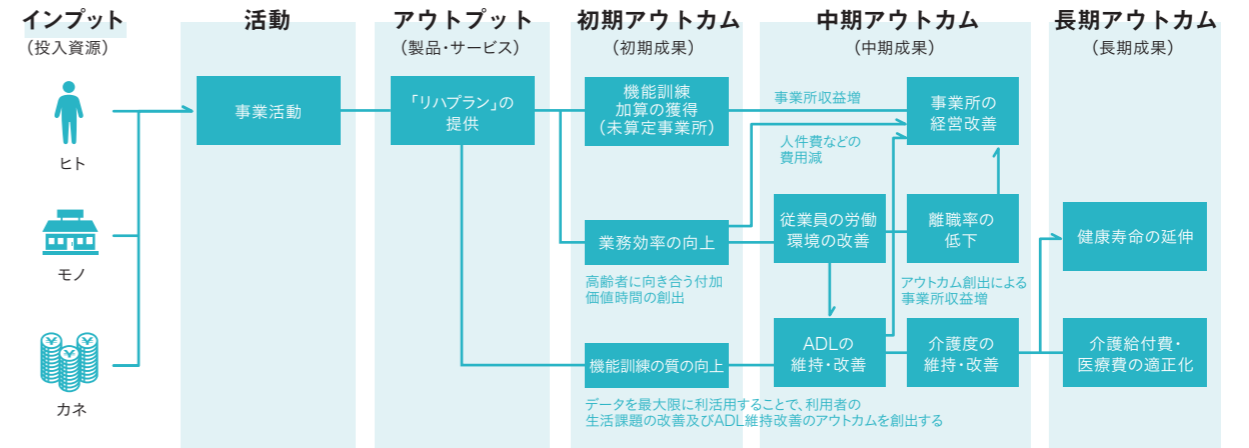 インプット
(投入資源)
活動
アウトプット
(製品・サービス)
初期アウトカム
(初期成果)
中期アウトカム
(中期成果)
長期アウトカム
(長期成果)
ヒト
モノ
カネ
事業活動
「リハプラン」の
提供
機能訓練
加算の獲得
(未算定事業所)
事業所収益増
事業所の
経営改善
人件費などの
費用減
業務効率の向上
高齢者に向き合う付加
価値時間の創出
従業員の労働
環境の改善
離職率の
低下
アウトカム創出による
事業所収益増
機能訓練の質の向上
データを最大限に利活用することで、利用者の
生活課題の改善及びADL維持改善のアウトカムを創出する
ADLの
維持・改善
介護度の
維持・改善
健康寿命の延伸
介護給付費・
医療費の適正化